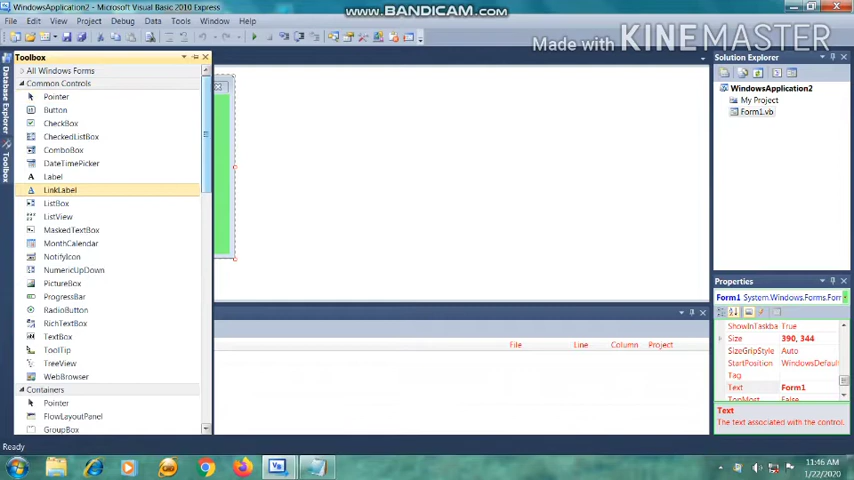 WindowsApplication2 - Microsoft Visual Basic 2010 Express
www.BANDICAM.com
File Edit View Project Debug Data Tools Window Help
Made with KINEMASTER
Toolbox
Solution Explorer
Database Explorer
Toolbox
All Windows Forms
Common Controls
Pointer
Button
CheckBox
CheckedListBox
ComboBox
DateTimePicker
Label
LinkLabel
ListBox
ListView
MaskedTextBox
MonthCalendar
NotifyIcon
NumericUpDown
PictureBox
ProgressBar
RadioButton
RichTextBox
TextBox
ToolTip
TreeView
WebBrowser
Containers
Pointer
FlowLayoutPanel
GroupBox
WindowsApplication2
My Project
Form1.vb
File Line Column Project
Properties
Form1 System.Windows.Forms.Form
ShowInTaskba True
Size 390, 344
SizeGripStyle Auto
StartPosition WindowsDefault
Tag
Text Form1
TopMost False
Text
The text associated with the control.
Ready
11:46 AM
1/22/2020